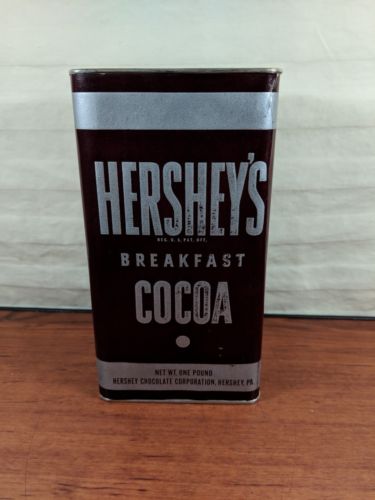 HERSHEY'S
REG. U. S. PAT. OFF.
BREAKFAST
COCOA
NET WT. ONE POUND
HERSHEY CHOCOLATE CORPORATION, HERSHEY, PA.